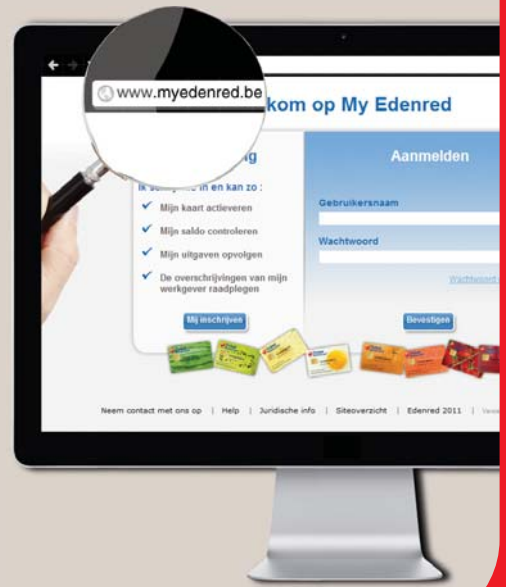 www.myedenred.be
kom op My Edenred
Ik
in en kan zo :
Mijn kaart activeren
Mijn saldo controleren
Mijn uitgaven opvolgen
De overschrijvingen van mijn
werkgever raadplegen
Mij inschrijven
Aanmelden
Gebruikersnaam
Wachtwoord
Wachtwoord
Bevestigen
Neem contact met ons op | Help | Juridische info | Siteoverzicht | Edenred 2011 |